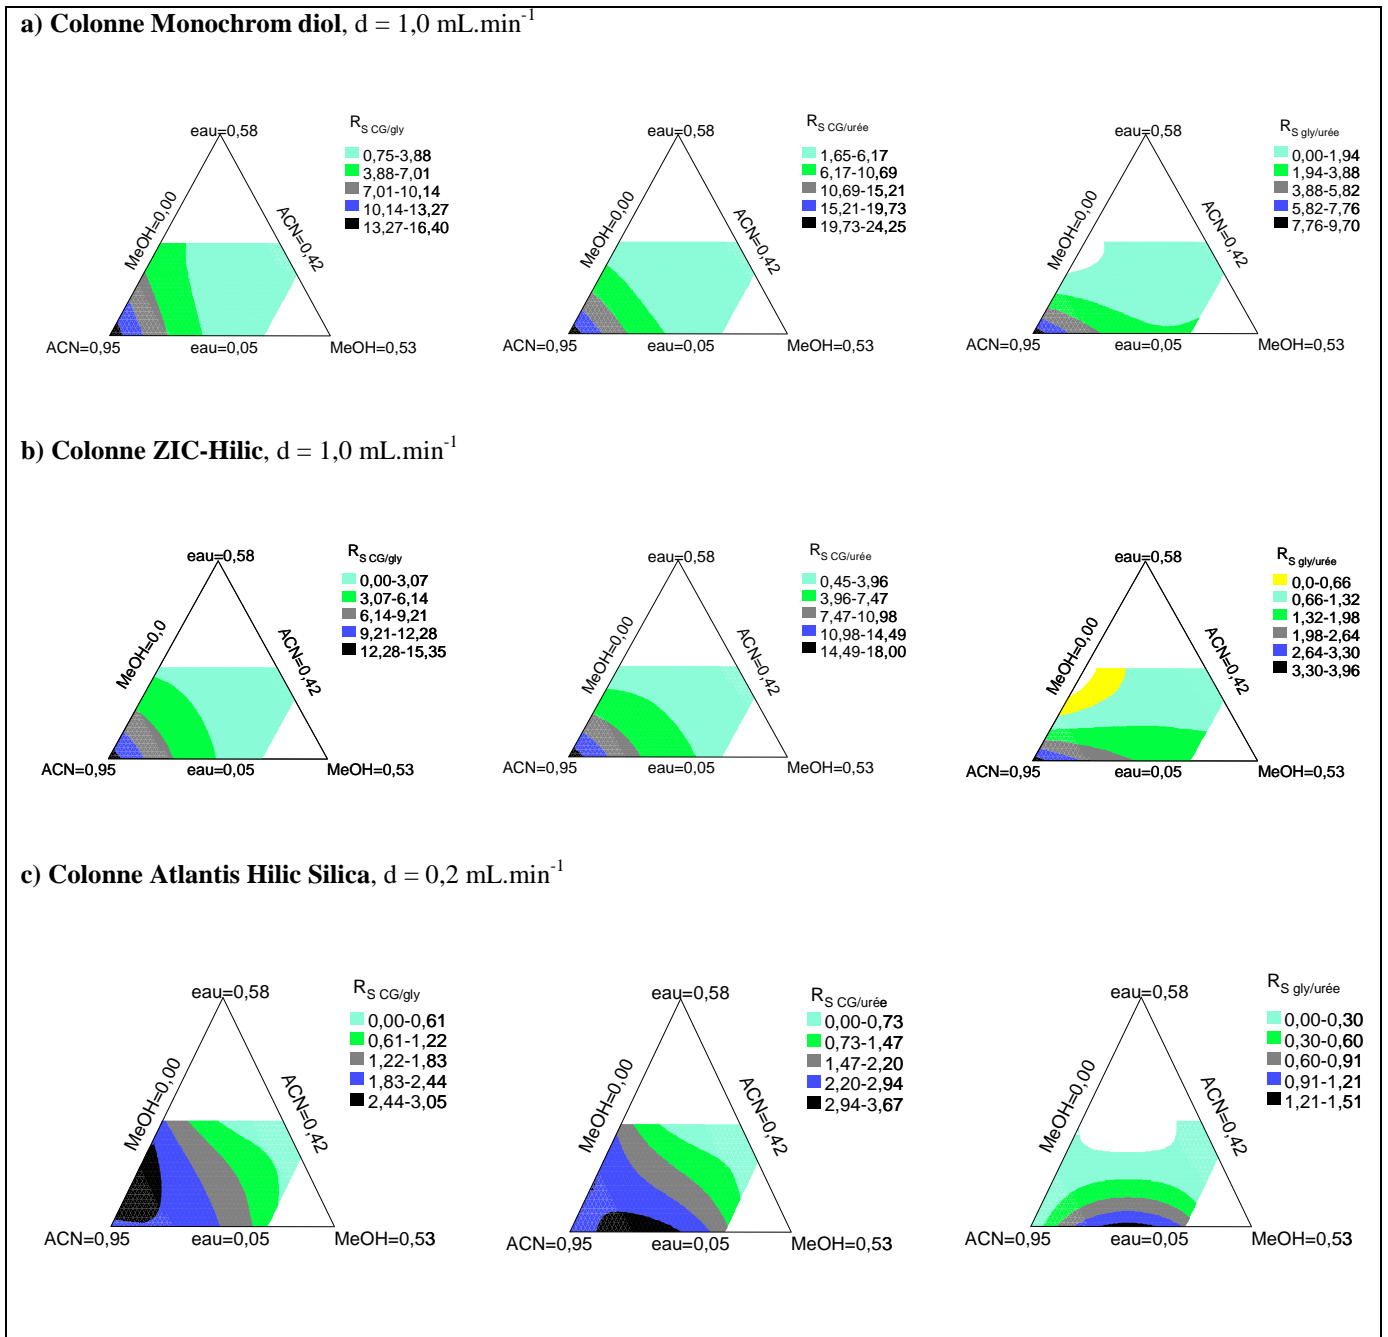 a) Colonne Monochrom diol, d = 1,0 mL.min-1
eau=0,58
MeOH=0,00
ACN=0,42
ACN=0,95
eau=0,05
MeOH=0,53
RS CG/gly
0,75-3,88
3,88-7,01
7,01-10,14
10,14-13,27
13,27-16,40
eau=0,58
MeOH=0,00
ACN=0,42
ACN=0,95
eau=0,05
MeOH=0,53
RS CG/urée
1,65-6,17
6,17-10,69
10,69-15,21
15,21-19,73
19,73-24,25
eau=0,58
MeOH=0,00
ACN=0,42
ACN=0,95
eau=0,05
MeOH=0,53
RS gly/urée
0,00-1,94
1,94-3,88
3,88-5,82
5,82-7,76
7,76-9,70
b) Colonne ZIC-Hilic, d = 1,0 mL.min-1
eau=0,58
MeOH=0,0
ACN=0,42
ACN=0,95
eau=0,05
MeOH=0,53
RS CG/gly
0,00-3,07
3,07-6,14
6,14-9,21
9,21-12,28
12,28-15,35
eau=0,58
MeOH=0,00
ACN=0,42
ACN=0,95
eau=0,05
MeOH=0,53
RS CG/urée
0,45-3,96
3,96-7,47
7,47-10,98
10,98-14,49
14,49-18,00
eau=0,58
MeOH=0,00
ACN=0,42
ACN=0,95
eau=0,05
MeOH=0,53
RS gly/urée
0,0-0,66
0,66-1,32
1,32-1,98
1,98-2,64
2,64-3,30
3,30-3,96
c) Colonne Atlantis Hilic Silica, d = 0,2 mL.min-1
eau=0,58
MeOH=0,00
ACN=0,42
ACN=0,95
eau=0,05
MeOH=0,53
RS CG/gly
0,00-0,61
0,61-1,22
1,22-1,83
1,83-2,44
2,44-3,05
eau=0,58
MeOH=0,00
ACN=0,42
ACN=0,95
eau=0,05
MeOH=0,53
RS CG/urée
0,00-0,73
0,73-1,47
1,47-2,20
2,20-2,94
2,94-3,67
eau=0,58
MeOH=0,00
ACN=0,42
ACN=0,95
eau=0,05
MeOH=0,53
RS gly/urée
0,00-0,30
0,30-0,60
0,60-0,91
0,91-1,21
1,21-1,51